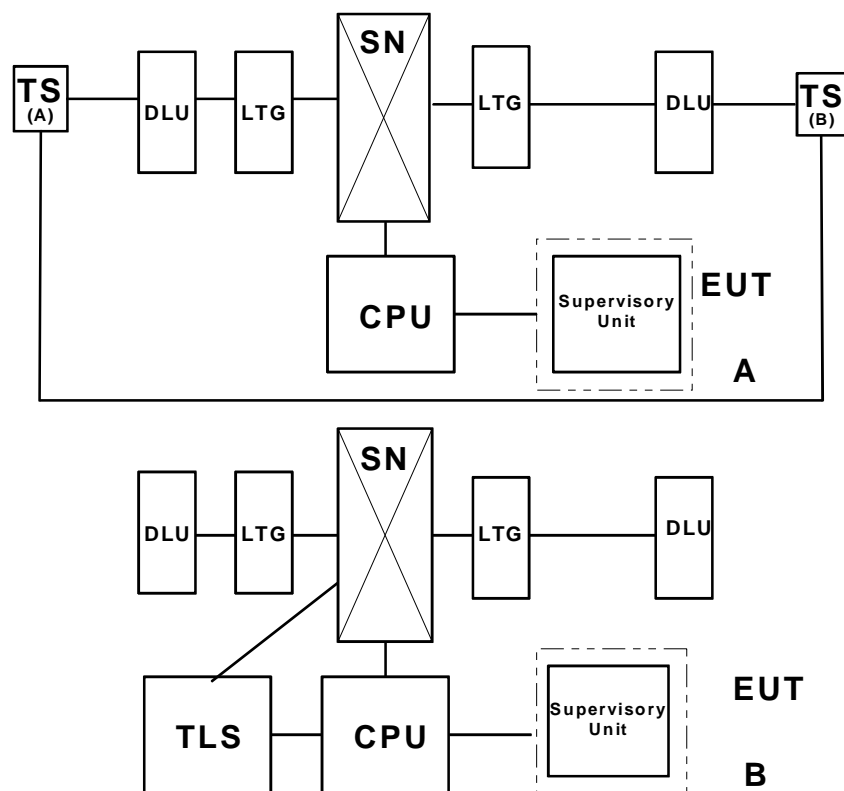 SN
TS
(A)
DLU
LTG
LTG
DLU
TS
(B)
CPU
Supervisory
Unit
EUT
A
SN
DLU
LTG
LTG
DLU
TLS
CPU
Supervisory
Unit
EUT
B